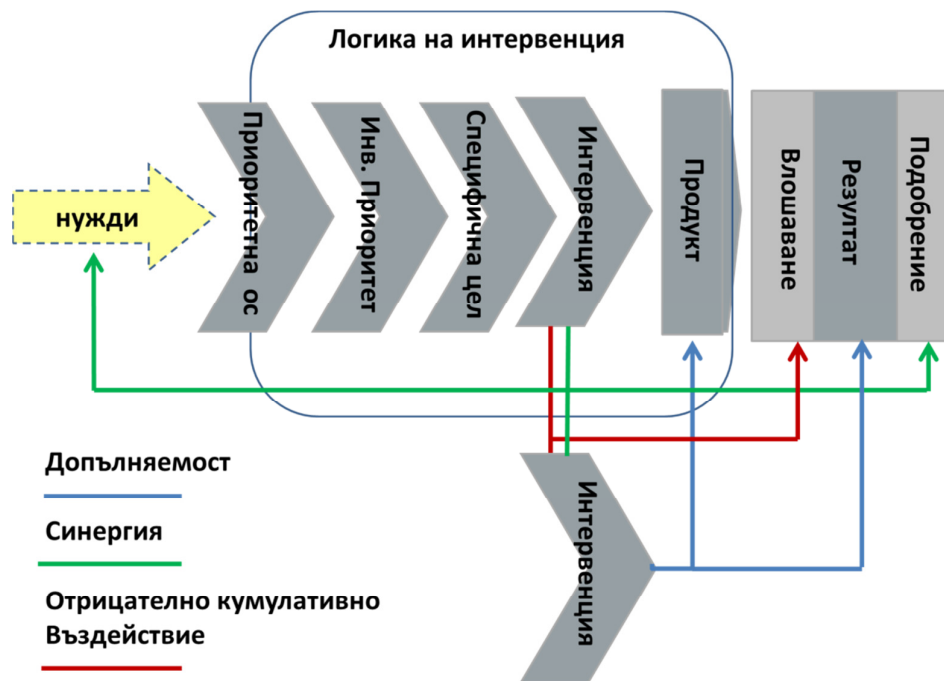 Логика на интервенция
нужди
Приоритетна ос
Инв. Приоритет
Специфична цел
Интервенция
Продукт
Влошаване
Резултат
Подобрение
Интервенция
Допълняемост
Синергия
Отрицателно кумулативно
Въздействие